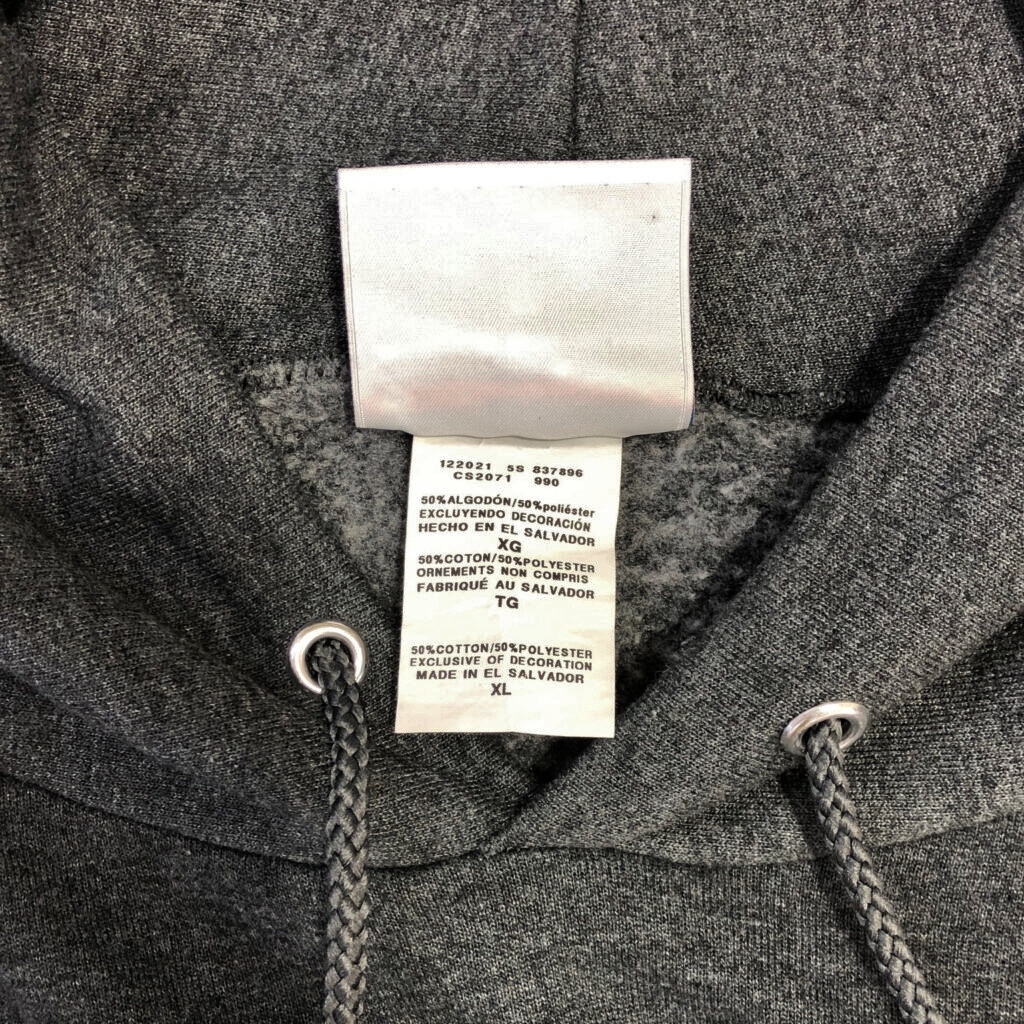 122021 5S 837896
CS2071 990
50%ALGODÓN/50%poliéster
EXCLUYENDO DECORACIÓN
HECHO EN EL SALVADOR
XG
50%COTON/50%POLYESTER
ORNEMENTS NON COMPRIS
FABRIQUÉ AU SALVADOR
TG
50%COTTON/50%POLYESTER
EXCLUSIVE OF DECORATION
MADE IN EL SALVADOR
XL